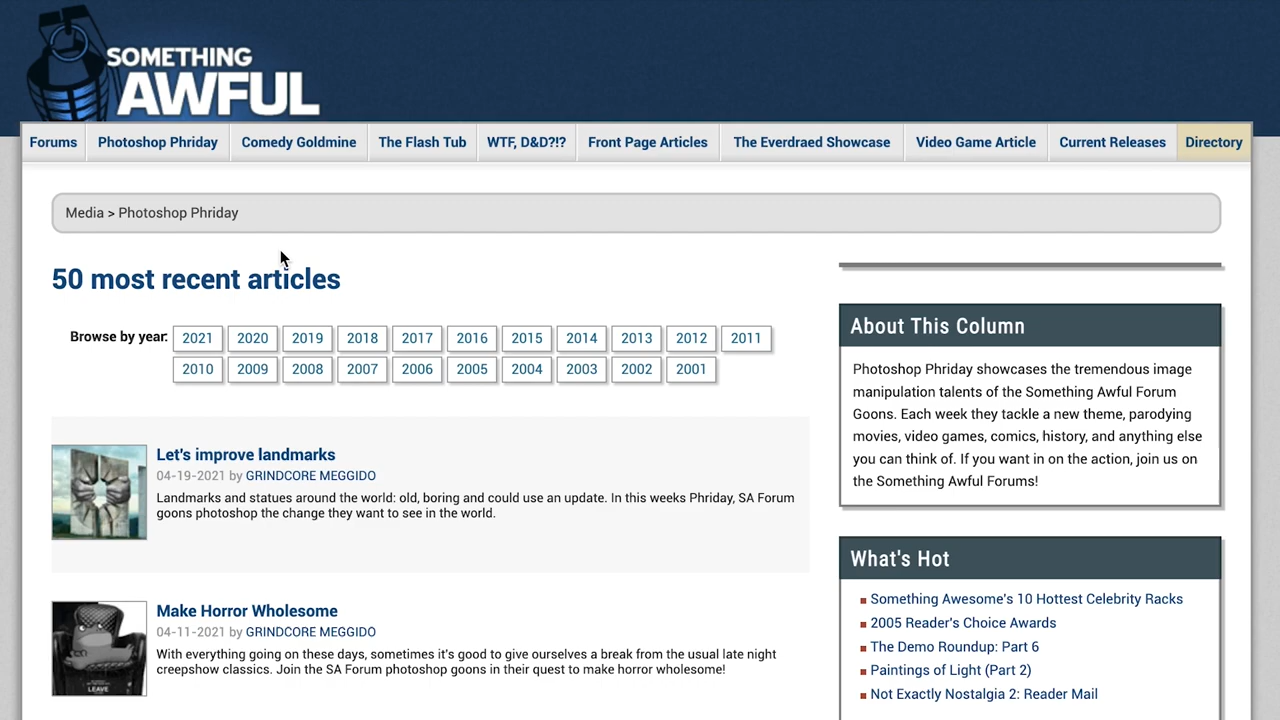 SOMETHING
AWFUL
Forums
Photoshop Phriday
Comedy Goldmine
The Flash Tub
WTF, D&D?!?
Front Page Articles
The Everdraed Showcase
Video Game Article
Current Releases
Directory
Media > Photoshop Phriday
50 most recent articles
Browse by year: 2021 2020 2019 2018 2017 2016 2015 2014 2013 2012 2011
2010 2009 2008 2007 2006 2005 2004 2003 2002 2001
Let's improve landmarks
04-19-2021 by GRINDCORE MEGGIDO
Landmarks and statues around the world: old, boring and could use an update. In this weeks Phriday, SA Forum
goons photoshop the change they want to see in the world.
Make Horror Wholesome
04-11-2021 by GRINDCORE MEGGIDO
With everything going on these days, sometimes it's good to give ourselves a break from the usual late night
creepshow classics. Join the SA Forum photoshop goons in their quest to make horror wholesome!
LEAVE
About This Column
Photoshop Phriday showcases the tremendous image
manipulation talents of the Something Awful Forum
Goons. Each week they tackle a new theme, parodying
movies, video games, comics, history, and anything else
you can think of. If you want in on the action, join us on
the Something Awful Forums!
What's Hot
Something Awesome's 10 Hottest Celebrity Racks
2005 Reader's Choice Awards
The Demo Roundup: Part 6
Paintings of Light (Part 2)
Not Exactly Nostalgia 2: Reader Mail